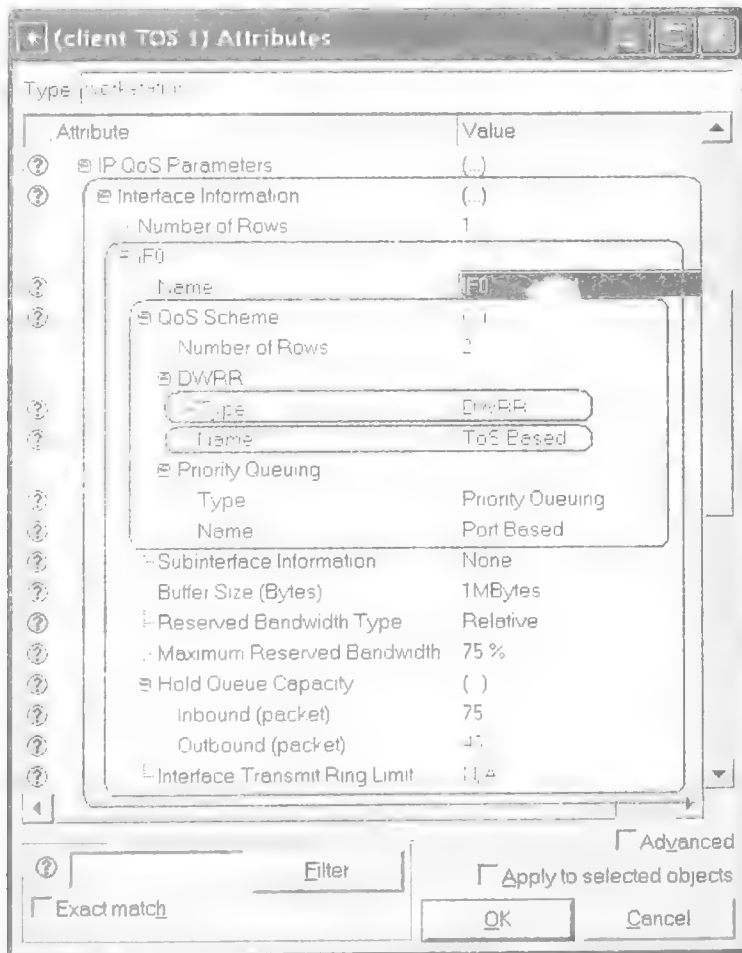 (client TOS 1) Attributes
Type workstation
Attribute Value
IP QoS Parameters (...)
Interface Information (...)
Number of Rows 1
IF0
Name IF0
QoS Scheme (...)
Number of Rows 2
DWRR
Type DWRR
Name ToS Based
Priority Queuing
Type Priority Queuing
Name Port Based
Subinterface Information None
Buffer Size (Bytes) 1MBytes
Reserved Bandwidth Type Relative
Maximum Reserved Bandwidth 75 %
Hold Queue Capacity ( )
Inbound (packet) 75
Outbound (packet)
Interface Transmit Ring Limit
Advanced
Filter
Apply to selected objects
Exact match
OK Cancel